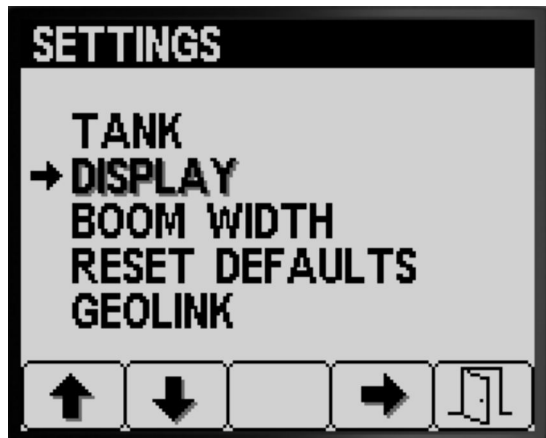 SETTINGS
TANK
DISPLAY
BOOM WIDTH
RESET DEFAULTS
GEOLINK